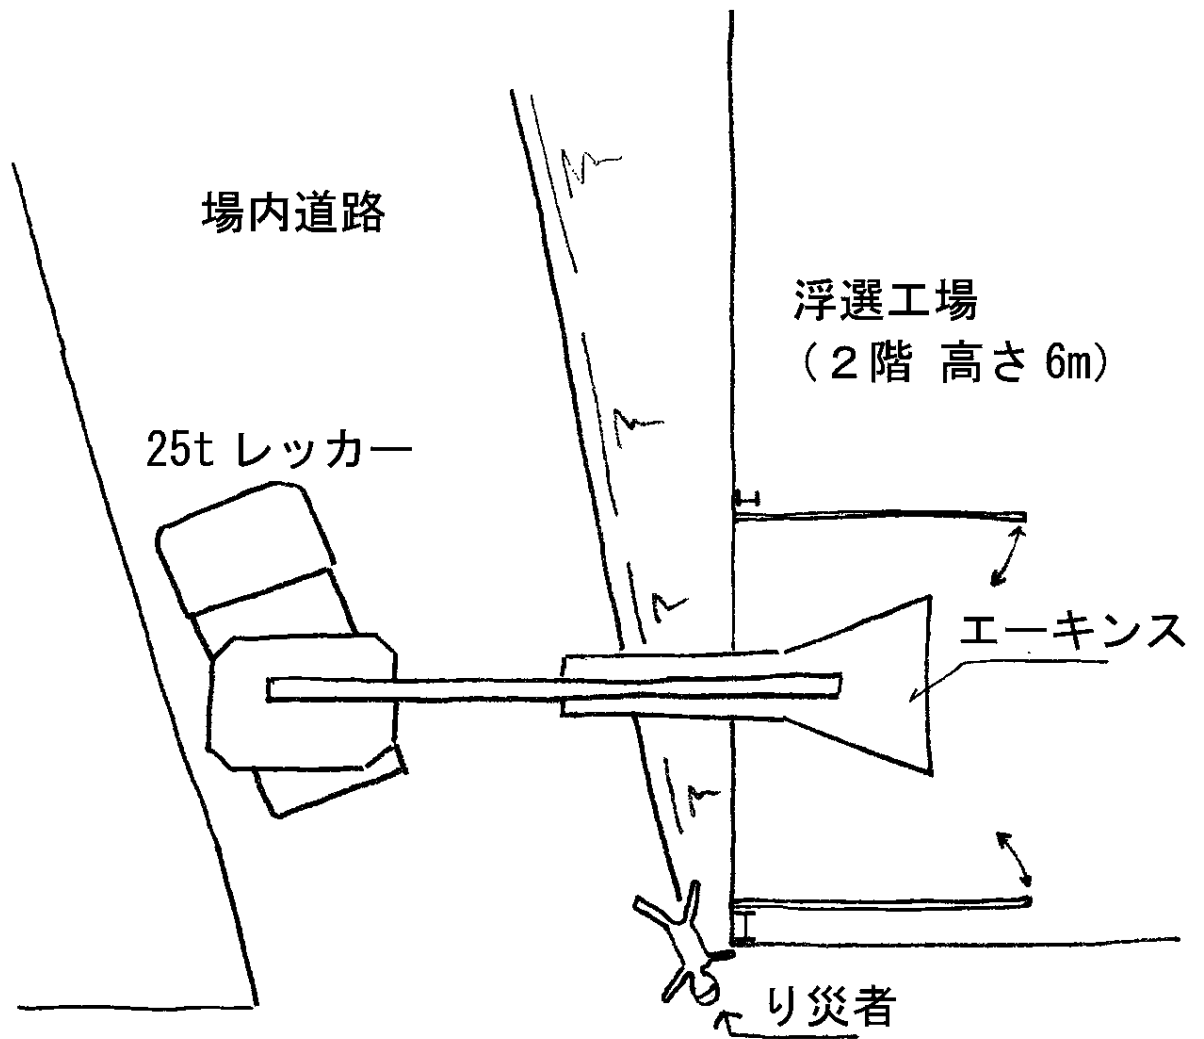 場内道路
浮選工場
(２階 高さ 6m)
25t レッカー
エーキンス
り災者